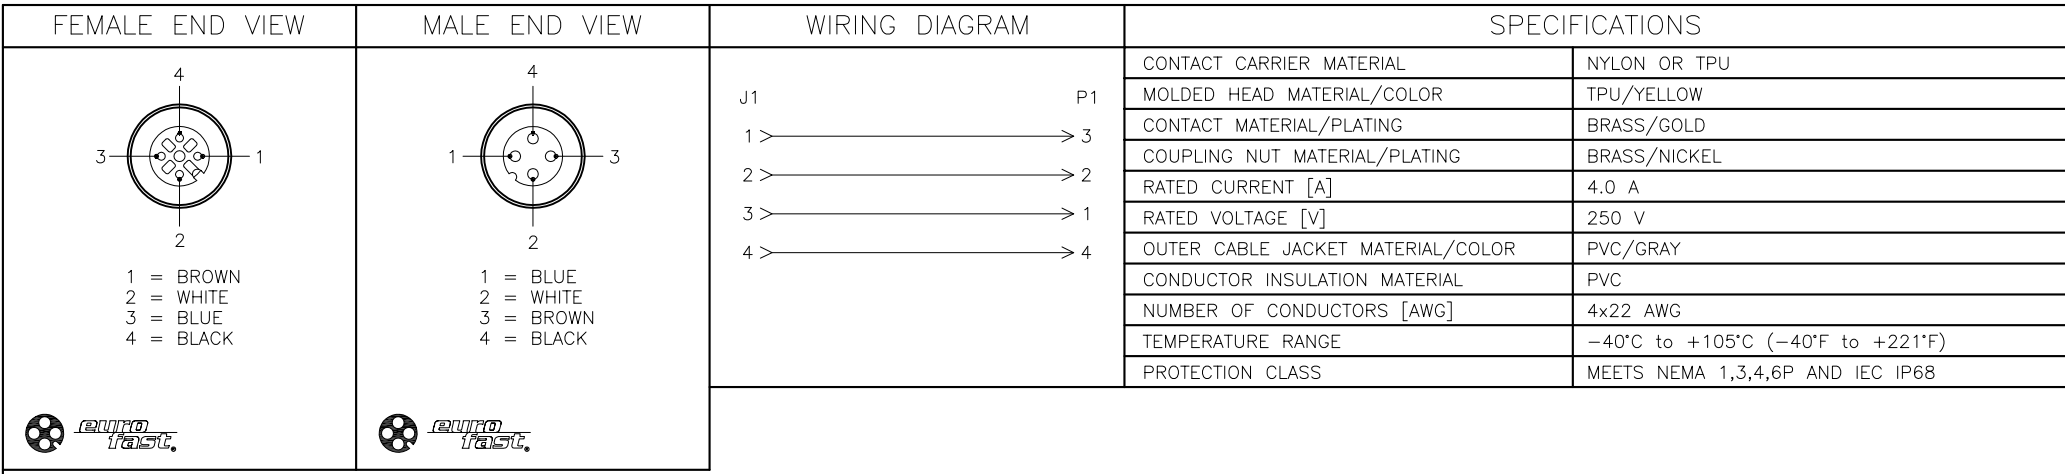 FEMALE END VIEW
4
3 1
2
1 = BROWN
2 = WHITE
3 = BLUE
4 = BLACK
euro
fast®
MALE END VIEW
4
1 3
2
1 = BLUE
2 = WHITE
3 = BROWN
4 = BLACK
euro
fast®
WIRING DIAGRAM
J1 P1
1 3
2 2
3 1
4 4
SPECIFICATIONS
CONTACT CARRIER MATERIAL NYLON OR TPU
MOLDED HEAD MATERIAL/COLOR TPU/YELLOW
CONTACT MATERIAL/PLATING BRASS/GOLD
COUPLING NUT MATERIAL/PLATING BRASS/NICKEL
RATED CURRENT [A] 4.0 A
RATED VOLTAGE [V] 250 V
OUTER CABLE JACKET MATERIAL/COLOR PVC/GRAY
CONDUCTOR INSULATION MATERIAL PVC
NUMBER OF CONDUCTORS [AWG] 4x22 AWG
TEMPERATURE RANGE −40°C to +105°C (−40°F to +221°F)
PROTECTION CLASS MEETS NEMA 1,3,4,6P AND IEC IP68